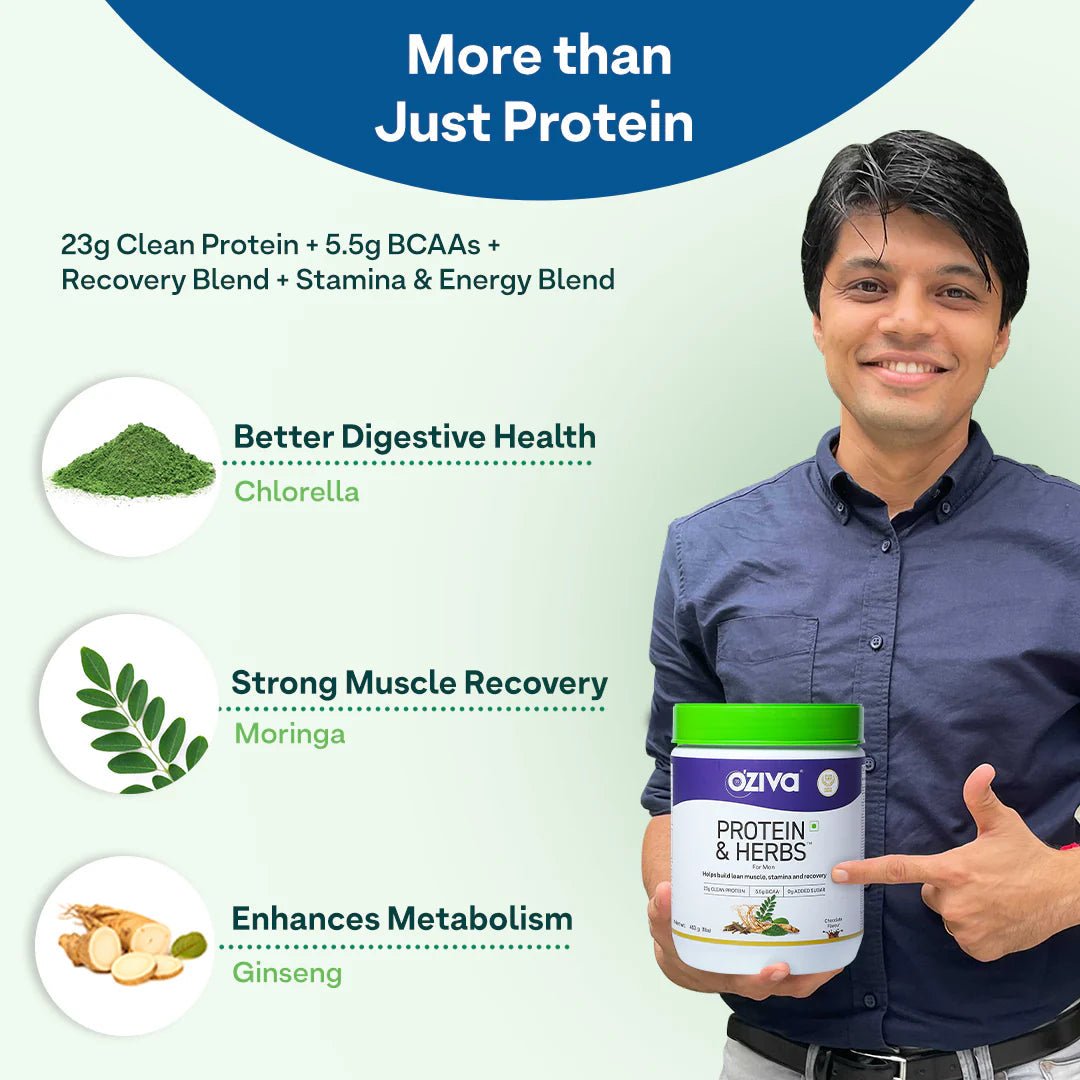 More than
Just Protein
23g Clean Protein + 5.5g BCAAs +
Recovery Blend + Stamina & Energy Blend
Better Digestive Health
Chlorella
Strong Muscle Recovery
Moringa
Enhances Metabolism
Ginseng
OZIVA
PROTEIN
& HERBS™
For Men
Helps build lean muscle, stamina and recovery
23g CLEAN PROTEIN 5.5g BCAA 0g ADDED SUGAR
Chocolate
Flavour